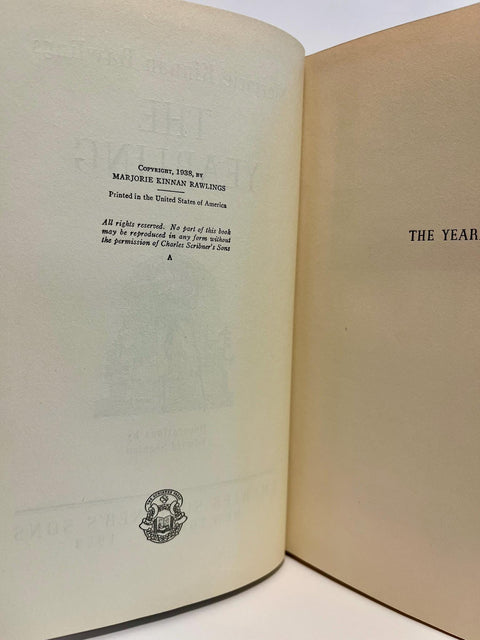 COPYRIGHT, 1938, BY
MARJORIE KINNAN RAWLINGS
Printed in the United States of America
All rights reserved. No part of this book
may be reproduced in any form without
the permission of Charles Scribner's Sons
A
THE YEAR